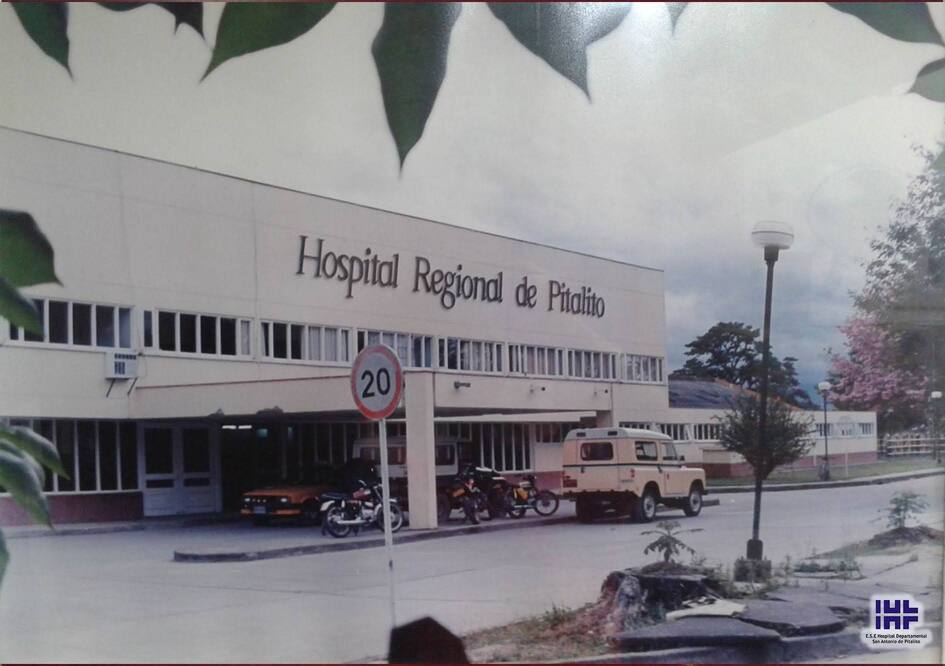 Hospital Regional de Pitalito
20
E.S.E Hospital Departamental
San Antonio de Pitalito